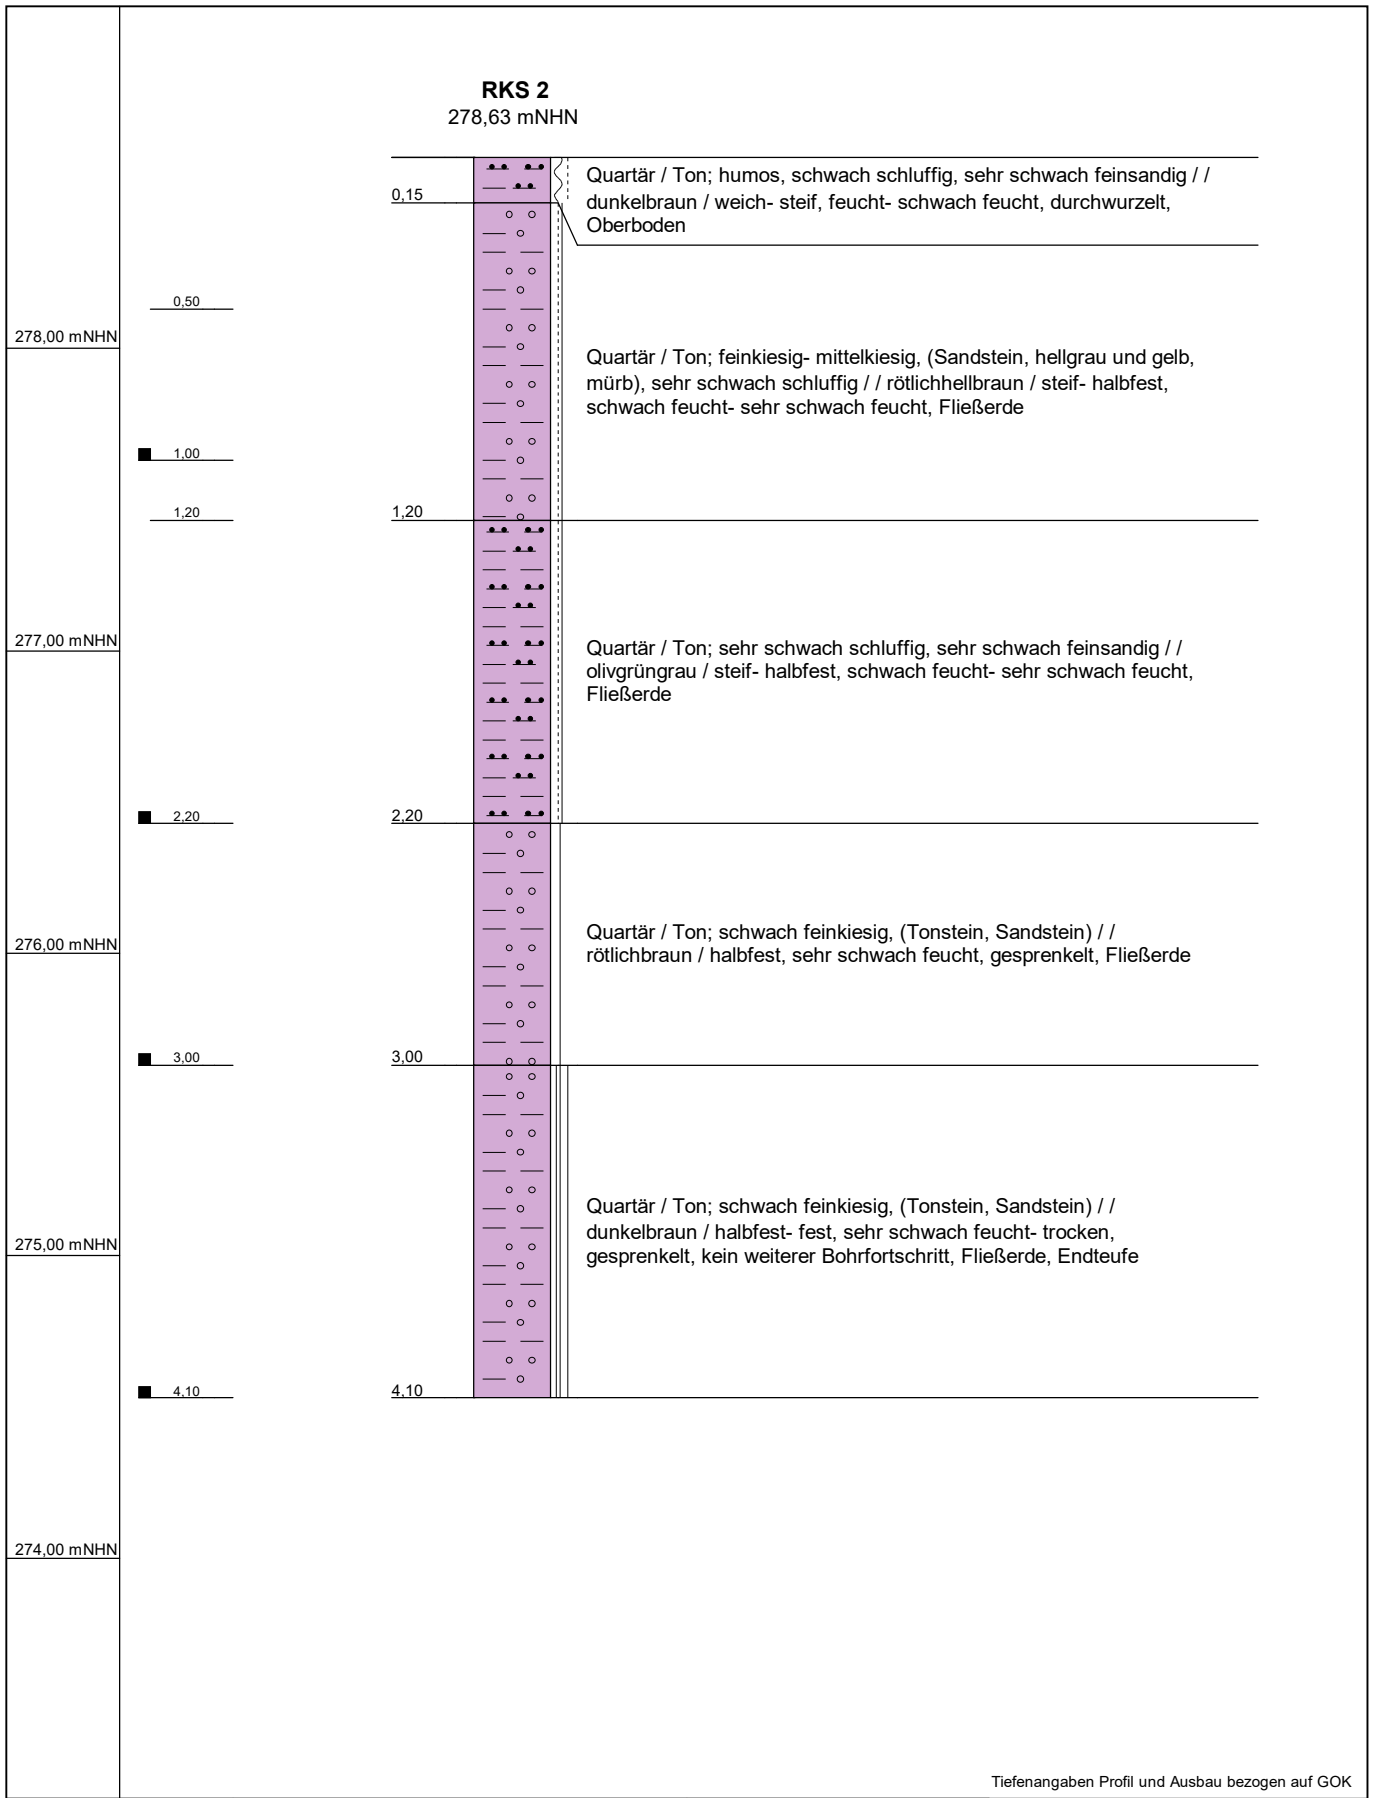 RKS 2
278,63 mNHN
Quartär / Ton; humos, schwach schluffig, sehr schwach feinsandig / /
dunkelbraun / weich- steif, feucht- schwach feucht, durchwurzelt,
Oberboden
0,15
0,50
278,00 mNHN
Quartär / Ton; feinkiesig- mittelkiesig, (Sandstein, hellgrau und gelb,
mürb), sehr schwach schluffig / / rötlichhellbraun / steif- halbfest,
schwach feucht- sehr schwach feucht, Fließerde
1,00
1,20
1,20
277,00 mNHN
Quartär / Ton; sehr schwach schluffig, sehr schwach feinsandig / /
olivgrüngrau / steif- halbfest, schwach feucht- sehr schwach feucht,
Fließerde
2,20
2,20
276,00 mNHN
Quartär / Ton; schwach feinkiesig, (Tonstein, Sandstein) / /
rötlichbraun / halbfest, sehr schwach feucht, gesprenkelt, Fließerde
3,00
3,00
275,00 mNHN
Quartär / Ton; schwach feinkiesig, (Tonstein, Sandstein) / /
dunkelbraun / halbfest- fest, sehr schwach feucht- trocken,
gesprenkelt, kein weiterer Bohrfortschritt, Fließerde, Endteufe
4,10
4,10
274,00 mNHN
Tiefenangaben Profil und Ausbau bezogen auf GOK